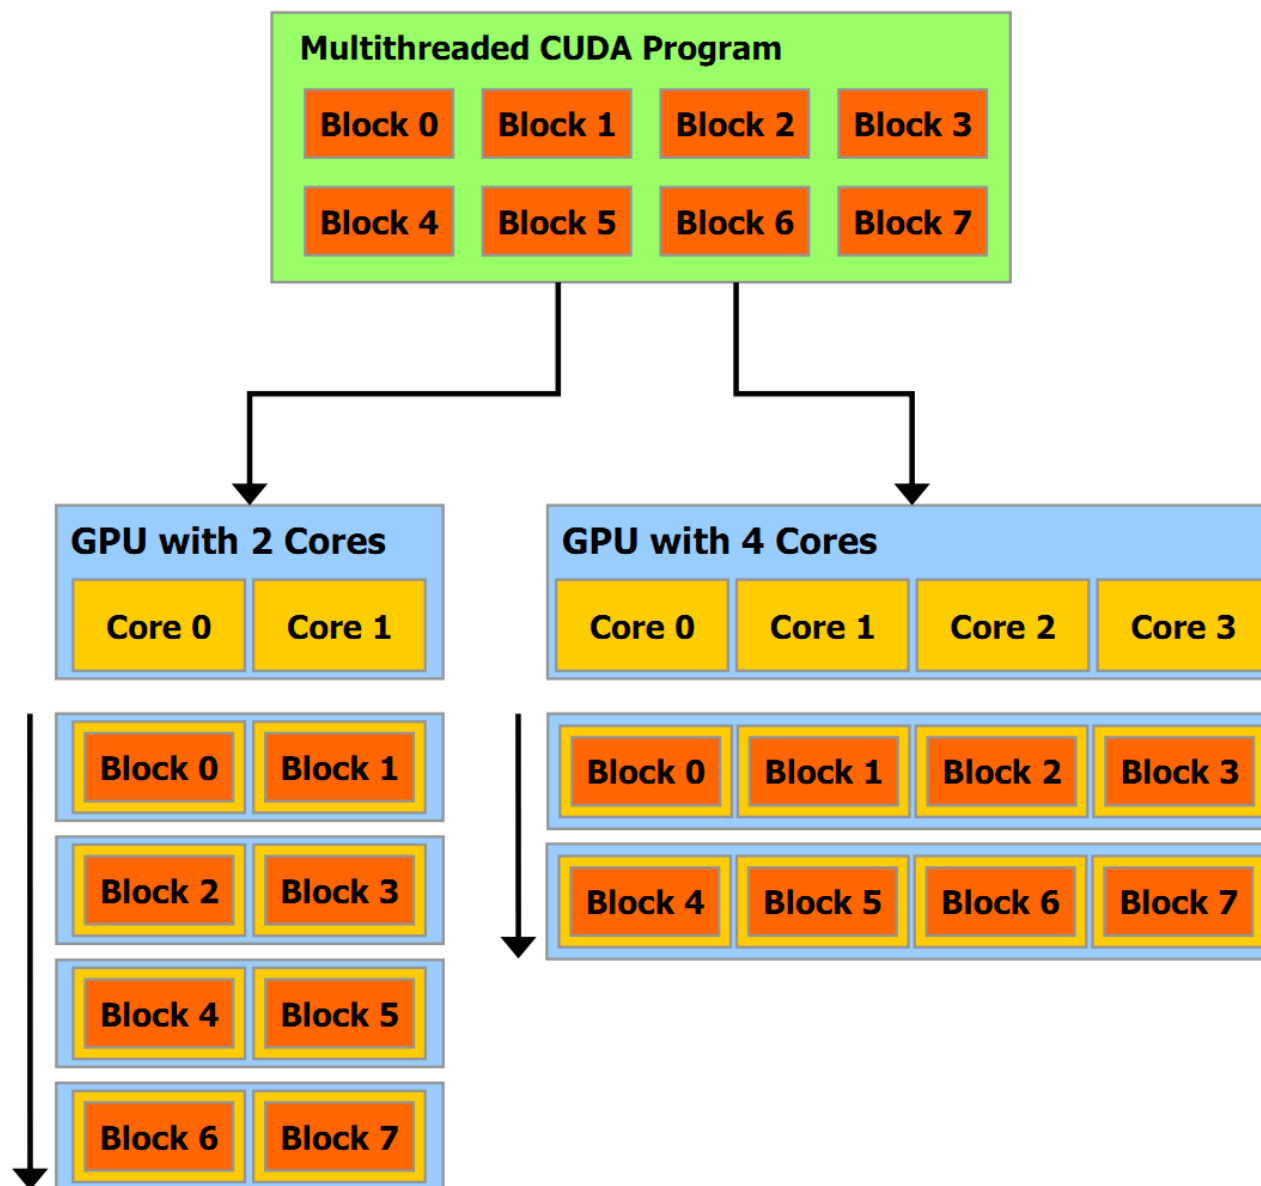 Multithreaded CUDA Program
Block 0 Block 1 Block 2 Block 3
Block 4 Block 5 Block 6 Block 7
GPU with 2 Cores
Core 0 Core 1
Block 0 Block 1
Block 2 Block 3
Block 4 Block 5
Block 6 Block 7
GPU with 4 Cores
Core 0 Core 1 Core 2 Core 3
Block 0 Block 1 Block 2 Block 3
Block 4 Block 5 Block 6 Block 7